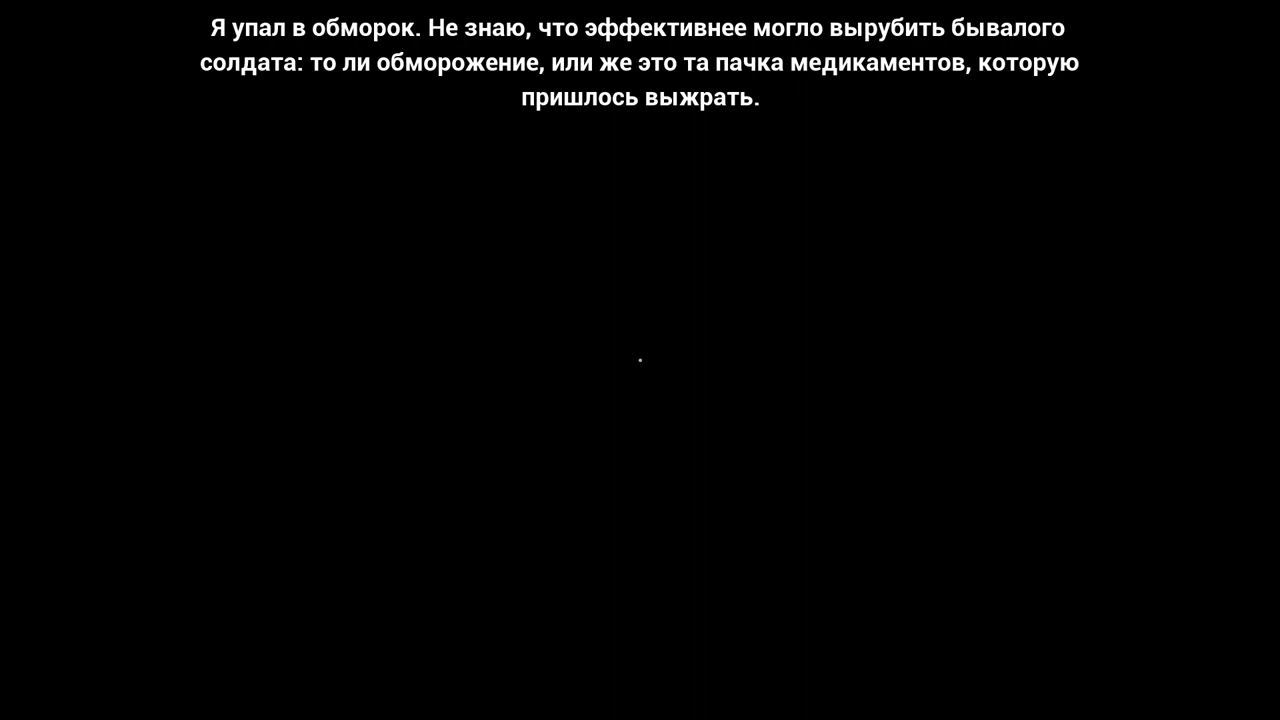 Я упал в обморок. Не знаю, что эффективнее могло вырубить бывалого
солдата: то ли обморожение, или же это та пачка медикаментов, которую
пришлось выжрать.